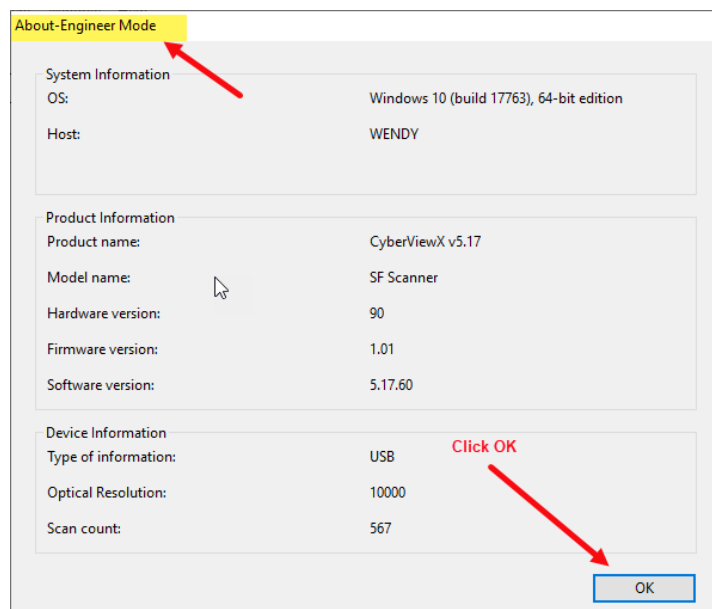 About-Engineer Mode
System Information
OS: Windows 10 (build 17763), 64-bit edition
Host: WENDY
Product Information
Product name: CyberViewX v5.17
Model name: SF Scanner
Hardware version: 90
Firmware version: 1.01
Software version: 5.17.60
Device Information
Type of information: USB
Click OK
Optical Resolution: 10000
Scan count: 567
OK